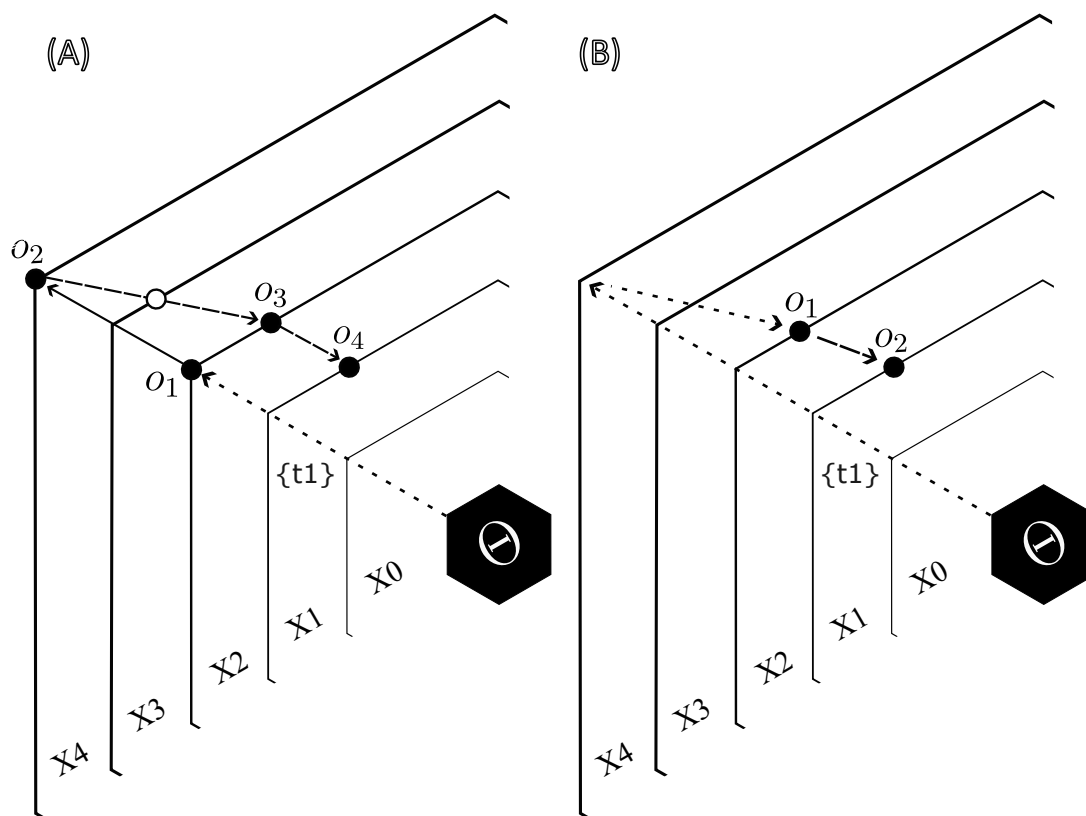 (A)
o2
o3
o4
o1
{t1}
Θ
X0
X1
X2
X3
X4
(B)
o1
o2
{t1}
Θ
X0
X1
X2
X3
X4